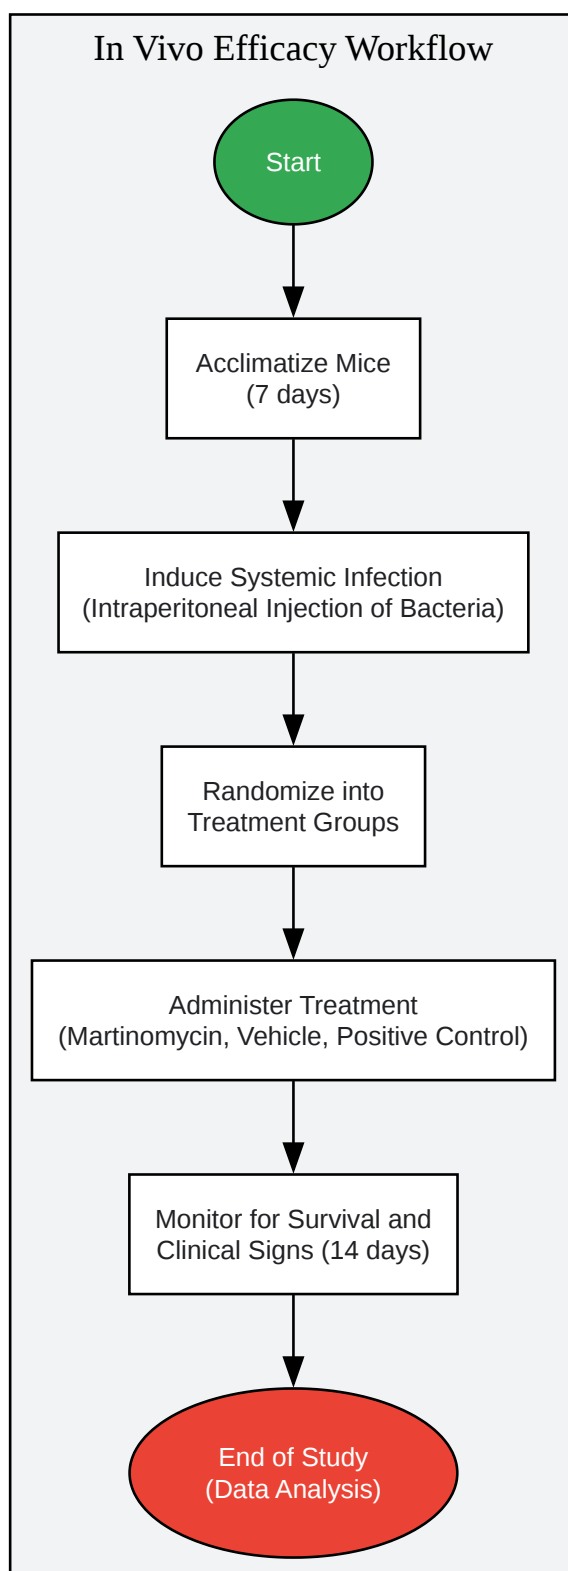 In Vivo Efficacy Workflow
Start
Acclimatize Mice
(7 days)
Induce Systemic Infection
(Intraperitoneal Injection of Bacteria)
Randomize into
Treatment Groups
Administer Treatment
(Martinomycin, Vehicle, Positive Control)
Monitor for Survival and
Clinical Signs (14 days)
End of Study
(Data Analysis)